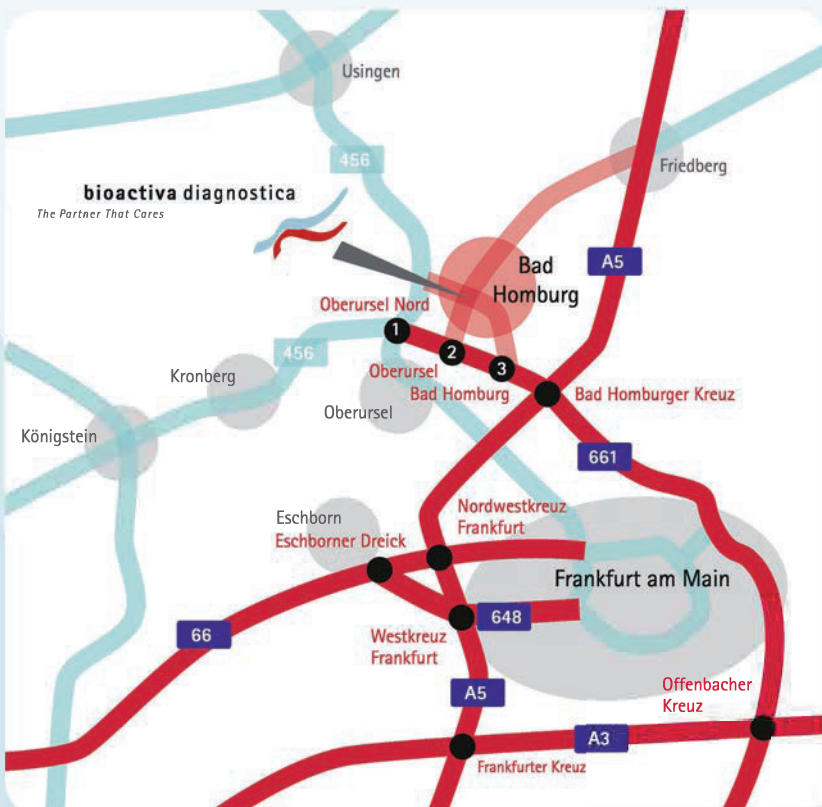 Usingen
456
Friedberg
bioactiva diagnostica
The Partner That Cares
A5
Bad
Homburg
Oberursel Nord
1
2
3
456
Oberursel
Bad Homburg
Bad Homburger Kreuz
Kronberg
Oberursel
Königstein
661
Nordwestkreuz
Frankfurt
Eschborn
Eschborner Dreick
Frankfurt am Main
648
66
Westkreuz
Frankfurt
A5
Offenbacher
Kreuz
A3
Frankfurter Kreuz